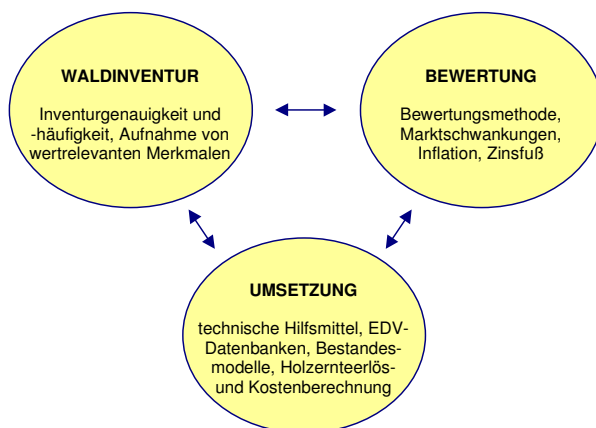 WALDINVENTUR
Inventurgenauigkeit und
-häufigkeit, Aufnahme von
wertrelevanten Merkmalen
BEWERTUNG
Bewertungsmethode,
Marktschwankungen,
Inflation, Zinsfuß
UMSETZUNG
technische Hilfsmittel, EDV-
Datenbanken, Bestandes-
modelle, Holzernteerlös-
und Kostenberechnung